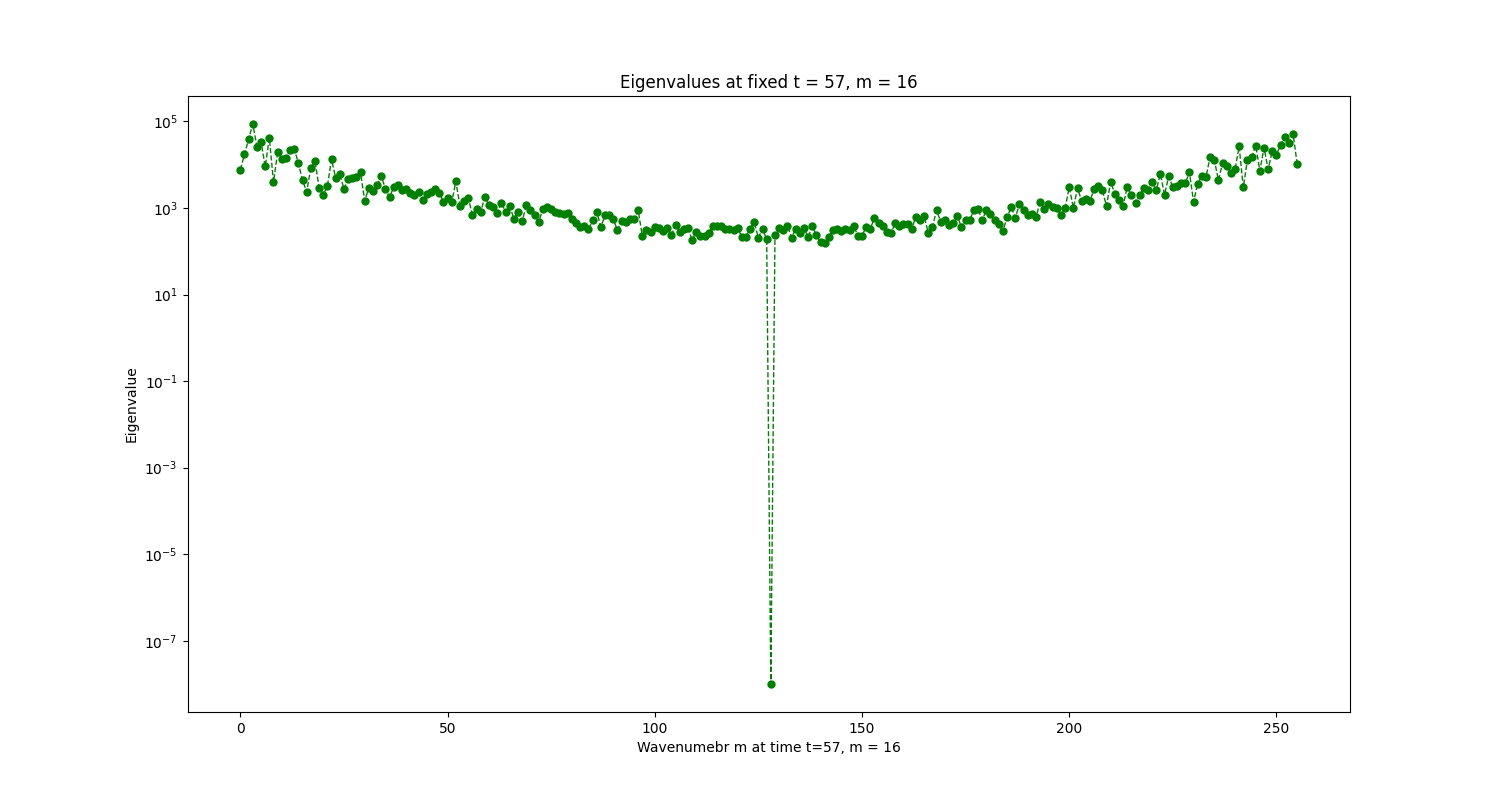 Eigenvalues at fixed t = 57, m = 16
10^5
10^3
10^1
10^-1
10^-3
10^-5
10^-7
Eigenvalue
0 50 100 150 200 250
Wavenumebr m at time t=57, m = 16